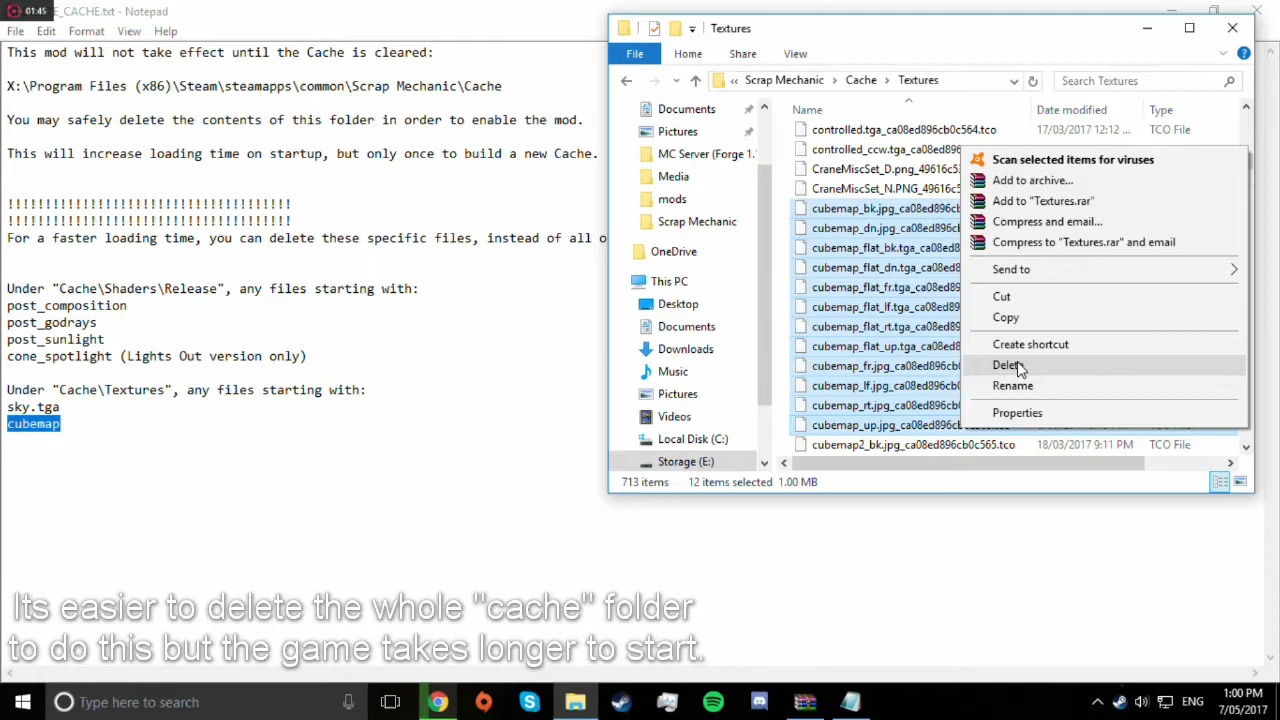 01:45
E_CACHE.txt - Notepad
File Edit Format View Help
This mod will not take effect until the Cache is cleared:
X:\Program Files (x86)\Steam\steamapps\common\Scrap Mechanic\Cache
You may safely delete the contents of this folder in order to enable the mod.
This will increase loading time on startup, but only once to build a new Cache.
!!!!!!!!!!!!!!!!!!!!!!!!!!!!!!!!!!!!!!
!!!!!!!!!!!!!!!!!!!!!!!!!!!!!!!!!!!!!!
For a faster loading time, you can delete these specific files, instead of all o
Under "Cache\Shaders\Release", any files starting with:
post_composition
post_godrays
post_sunlight
cone_spotlight (Lights Out version only)
Under "Cache\Textures", any files starting with:
sky.tga
cubemap
Textures
File Home Share View
Scrap Mechanic Cache Textures
Search Textures
Documents
Pictures
MC Server (Forge 1.
Media
mods
Scrap Mechanic
OneDrive
This PC
Desktop
Documents
Downloads
Music
Pictures
Videos
Local Disk (C:)
Storage (E:)
Name Date modified Type
controlled.tga_ca08ed896cb0c564.tco 17/03/2017 12:12 ... TCO File
controlled_ccw.tga_ca08ed896
CraneMiscSet_D.png_49616c53
CraneMiscSet_N.PNG_49616c5
cubemap_bk.jpg_ca08ed896cb
cubemap_dn.jpg_ca08ed896cb
cubemap_flat_bk.tga_ca08ed8
cubemap_flat_dn.tga_ca08ed8
cubemap_flat_fr.tga_ca08ed89
cubemap_flat_lf.tga_ca08ed89
cubemap_flat_rt.tga_ca08ed89
cubemap_flat_up.tga_ca08ed8
cubemap_fr.jpg_ca08ed896cb0
cubemap_lf.jpg_ca08ed896cb0
cubemap_rt.jpg_ca08ed896cb0
cubemap_up.jpg_ca08ed896cb
cubemap2_bk.jpg_ca08ed896cb0c565.tco 18/03/2017 9:11 PM TCO File
Scan selected items for viruses
Add to archive...
Add to "Textures.rar"
Compress and email...
Compress to "Textures.rar" and email
Send to
Cut
Copy
Create shortcut
Delete
Rename
Properties
713 items 12 items selected 1.00 MB
Its easier to delete the whole "cache" folder
to do this but the game takes longer to start.
Type here to search
ENG
1:00 PM
7/05/2017